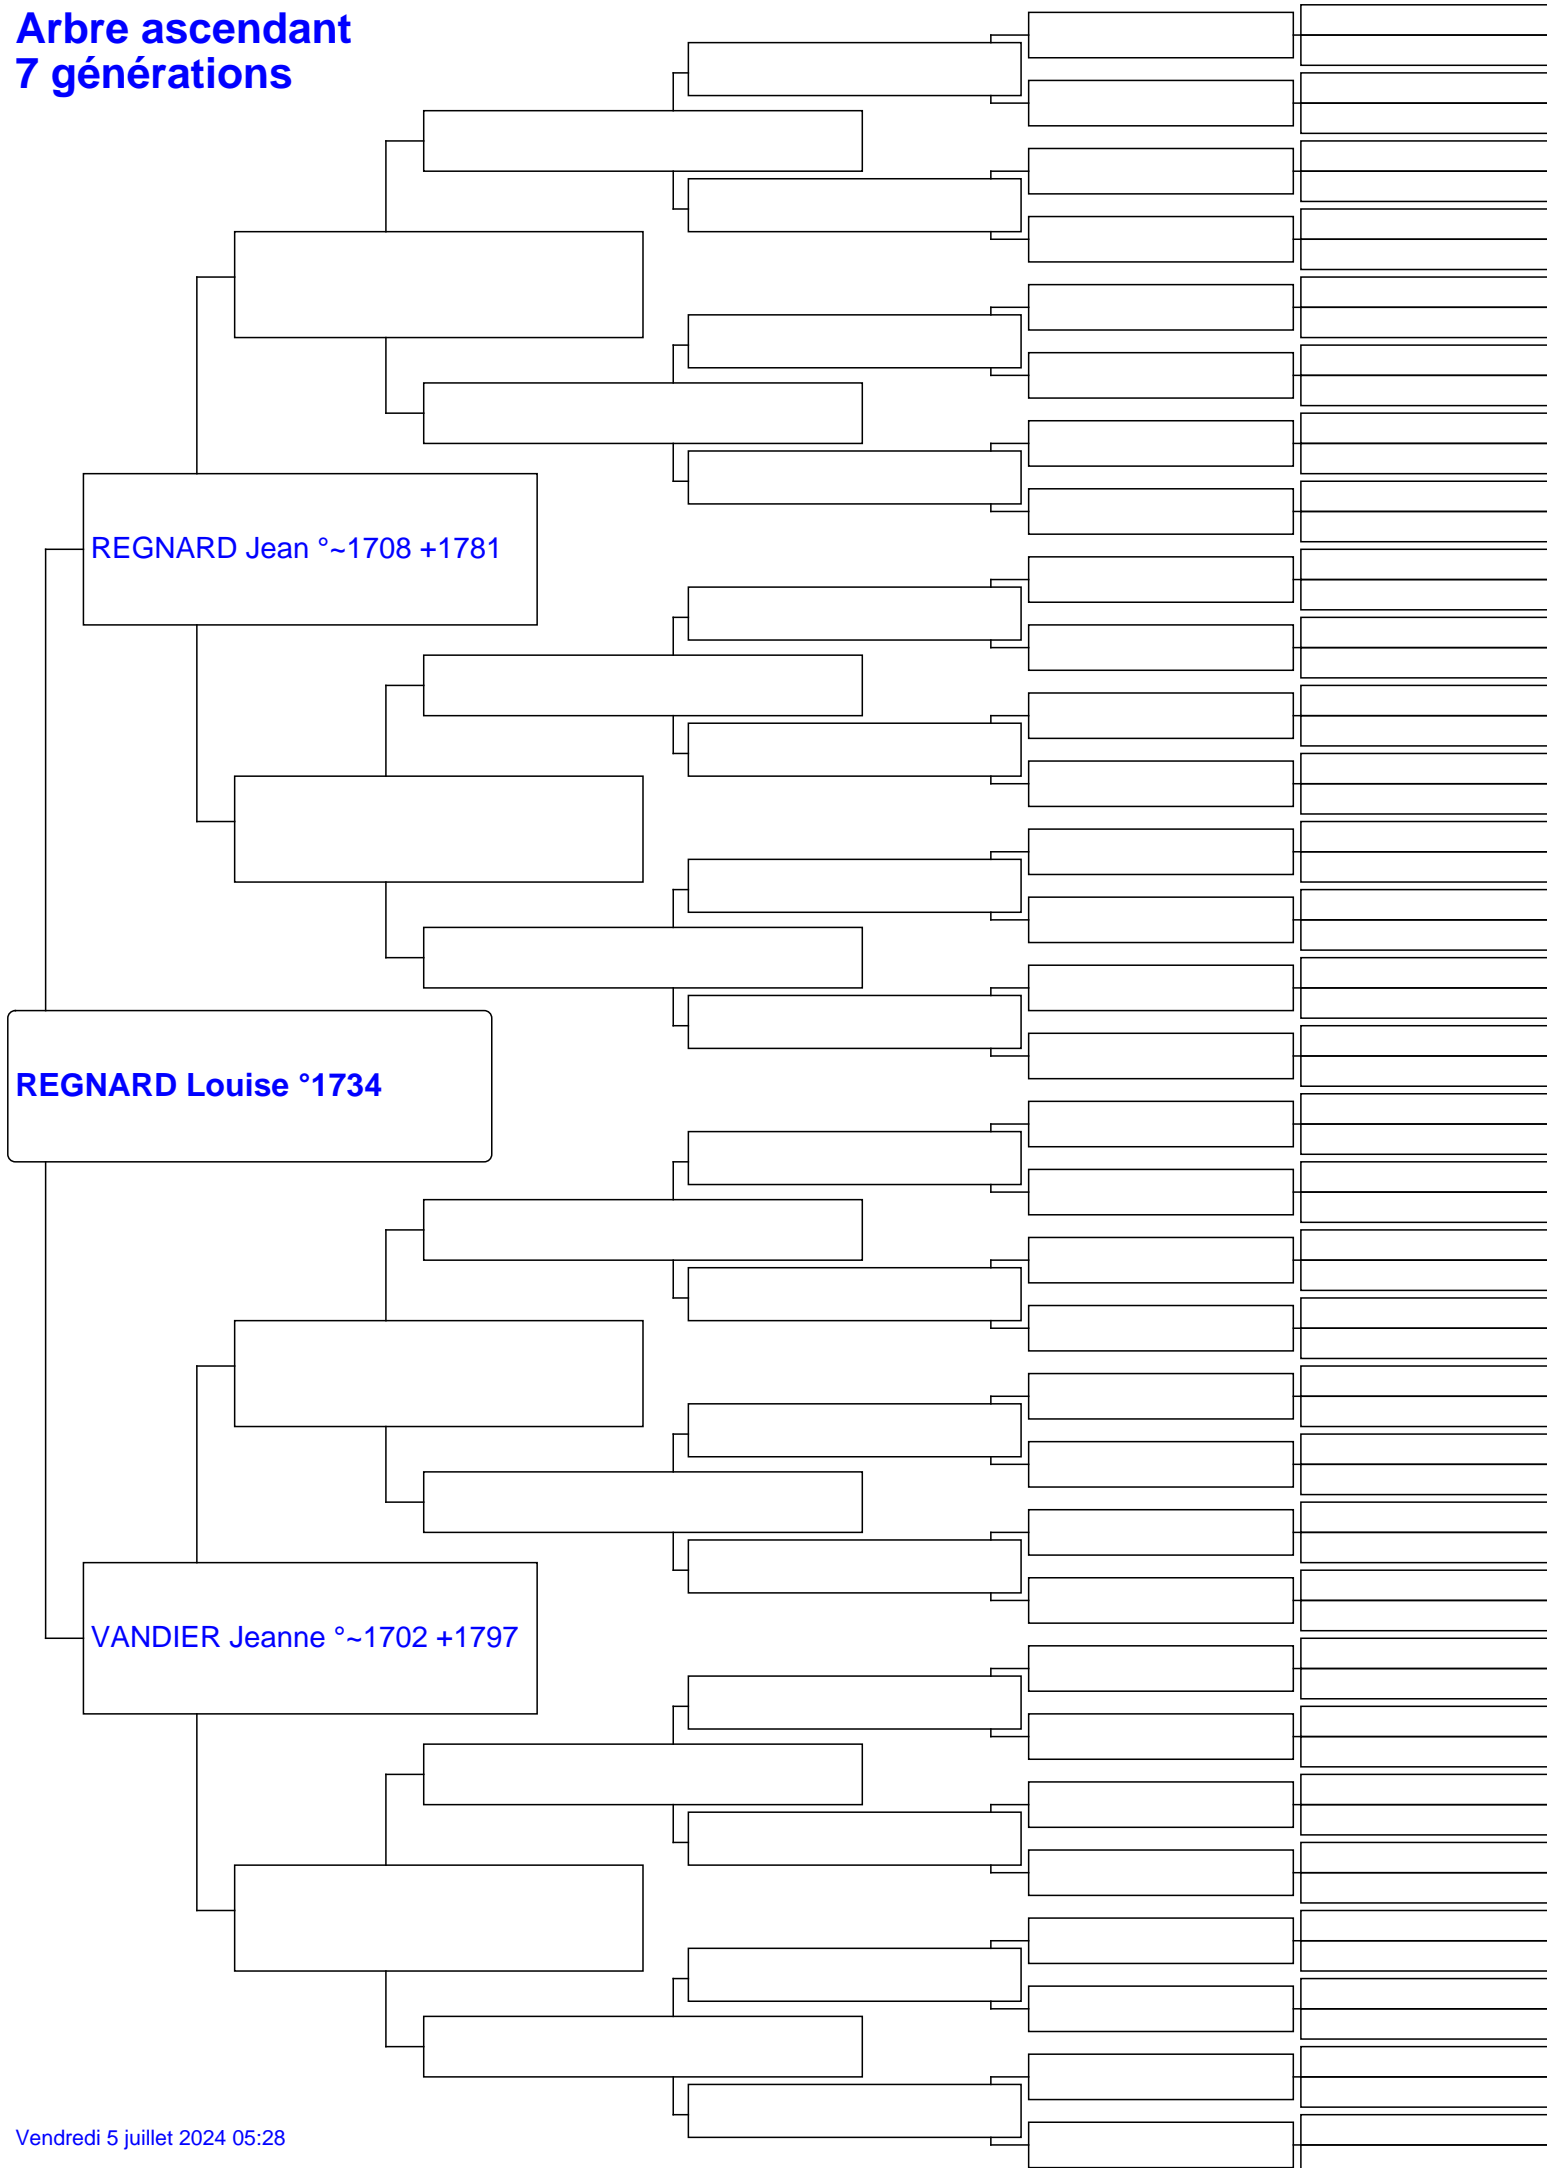 Arbre ascendant
7 générations
REGNARD Jean °~1708 +1781
REGNARD Louise °1734
VANDIER Jeanne °~1702 +1797
Vendredi 5 juillet 2024 05:28